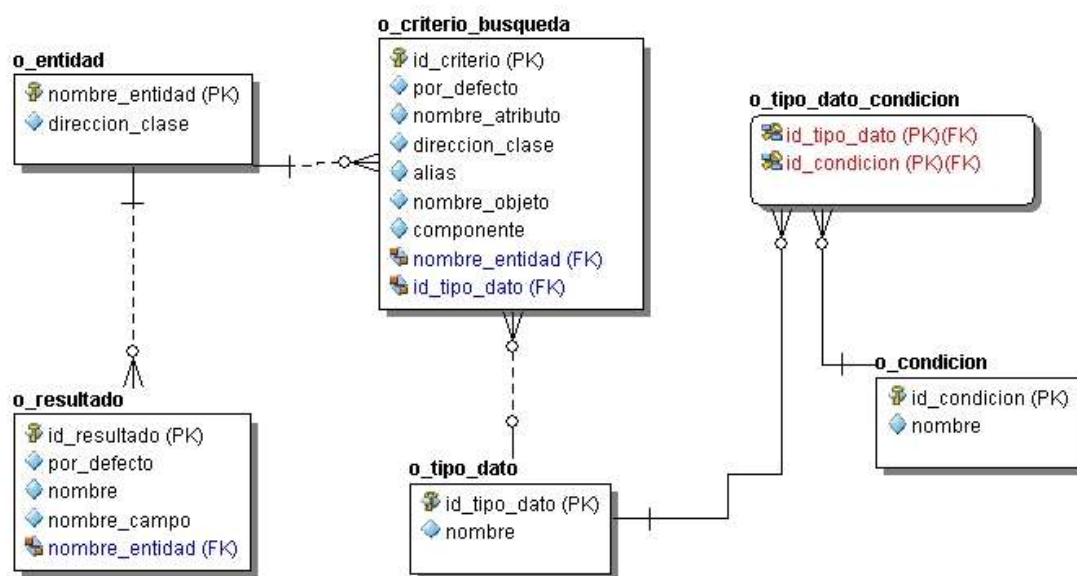 o_entidad
nombre_entidad (PK)
direccion_clase
o_criterio_busqueda
id_criterio (PK)
por_defecto
nombre_atributo
direccion_clase
alias
nombre_objeto
componente
nombre_entidad (FK)
id_tipo_dato (FK)
o_tipo_dato_condicion
id_tipo_dato (PK)(FK)
id_condicion (PK)(FK)
o_condicion
id_condicion (PK)
nombre
o_resultado
id_resultado (PK)
por_defecto
nombre
nombre_campo
nombre_entidad (FK)
o_tipo_dato
id_tipo_dato (PK)
nombre